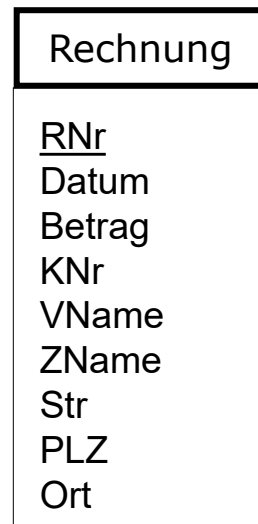 Rechnung
RNr
Datum
Betrag
KNr
VName
ZName
Str
PLZ
Ort